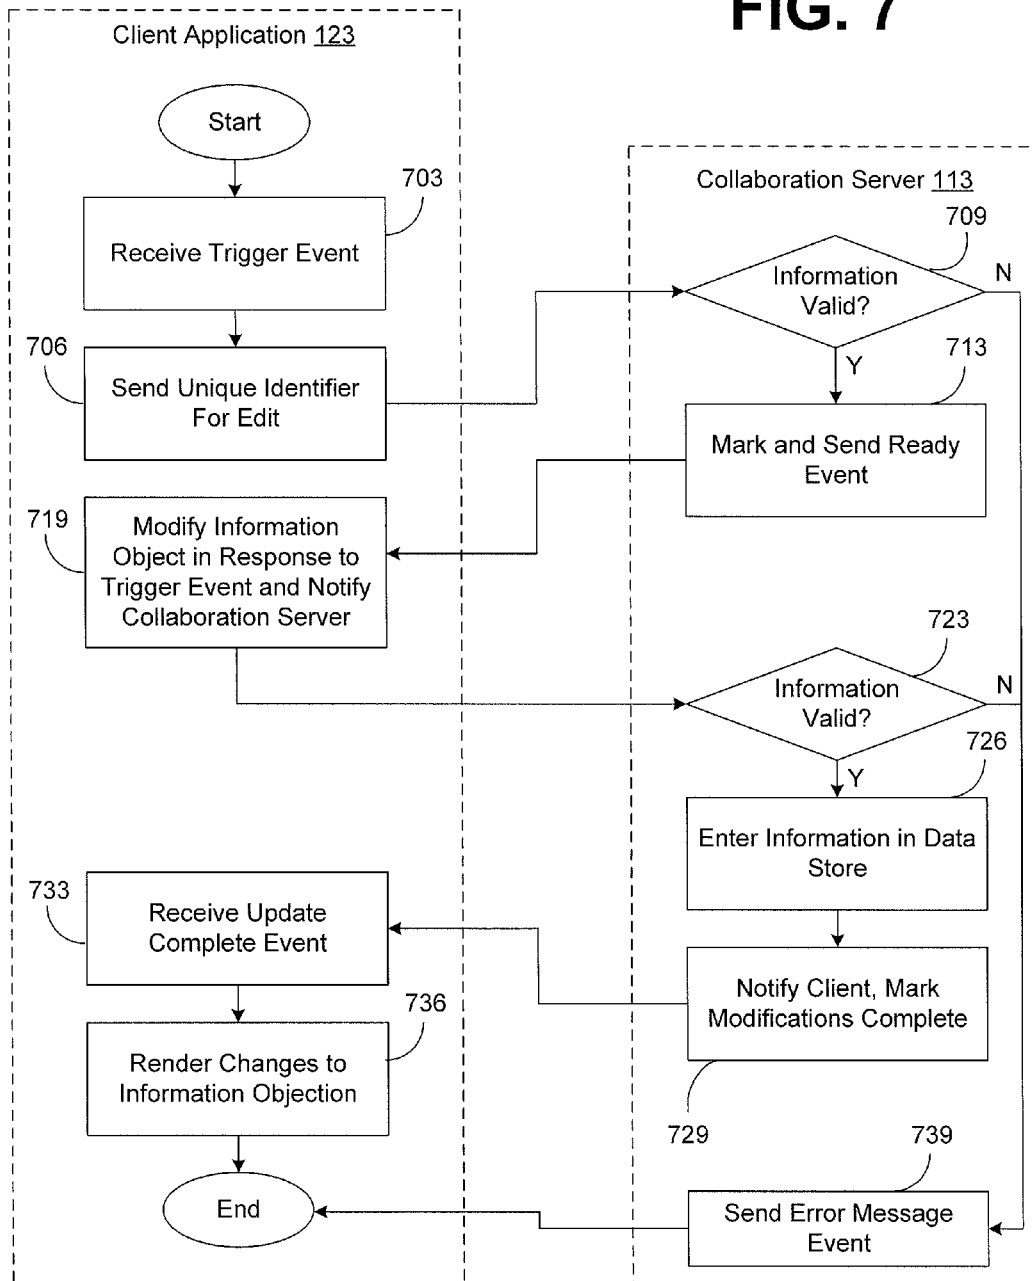 FIG. 7
Client Application 123
Start
703
Receive Trigger Event
706
Send Unique Identifier
For Edit
719
Modify Information
Object in Response to
Trigger Event and Notify
Collaboration Server
733
Receive Update
Complete Event
736
Render Changes to
Information Objection
End
Collaboration Server 113
709
Information
Valid?
N
Y
713
Mark and Send Ready
Event
723
Information
Valid?
N
Y
726
Enter Information in Data
Store
Notify Client, Mark
Modifications Complete
729
739
Send Error Message
Event